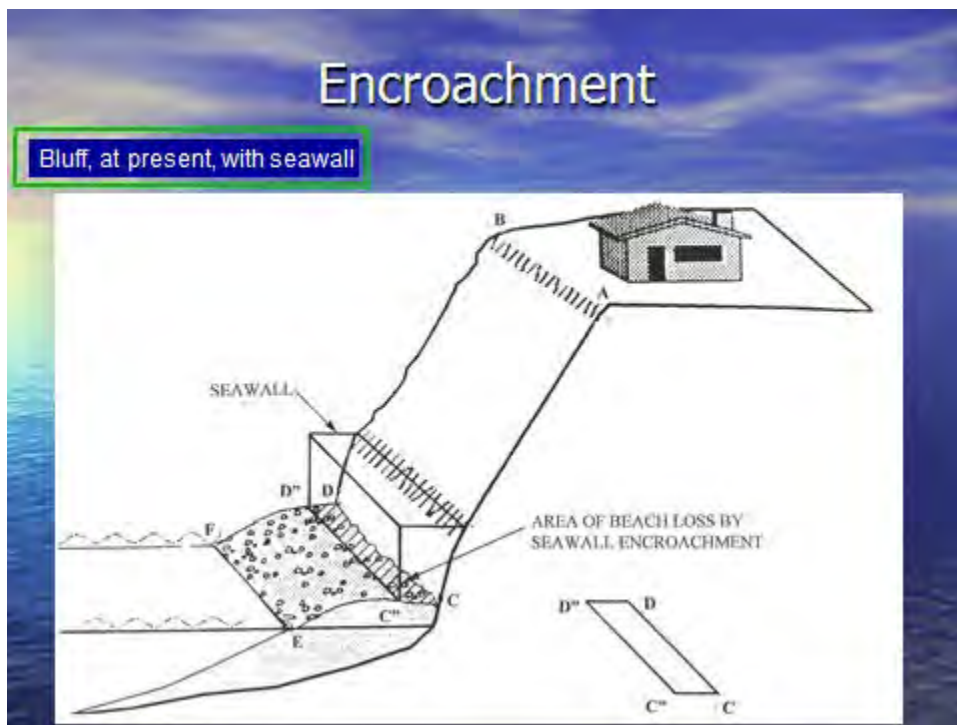 Encroachment
Bluff, at present, with seawall
B
A
SEAWALL
D" D
F
AREA OF BEACH LOSS BY
SEAWALL ENCROACHMENT
C" C
E
D" D
C" C